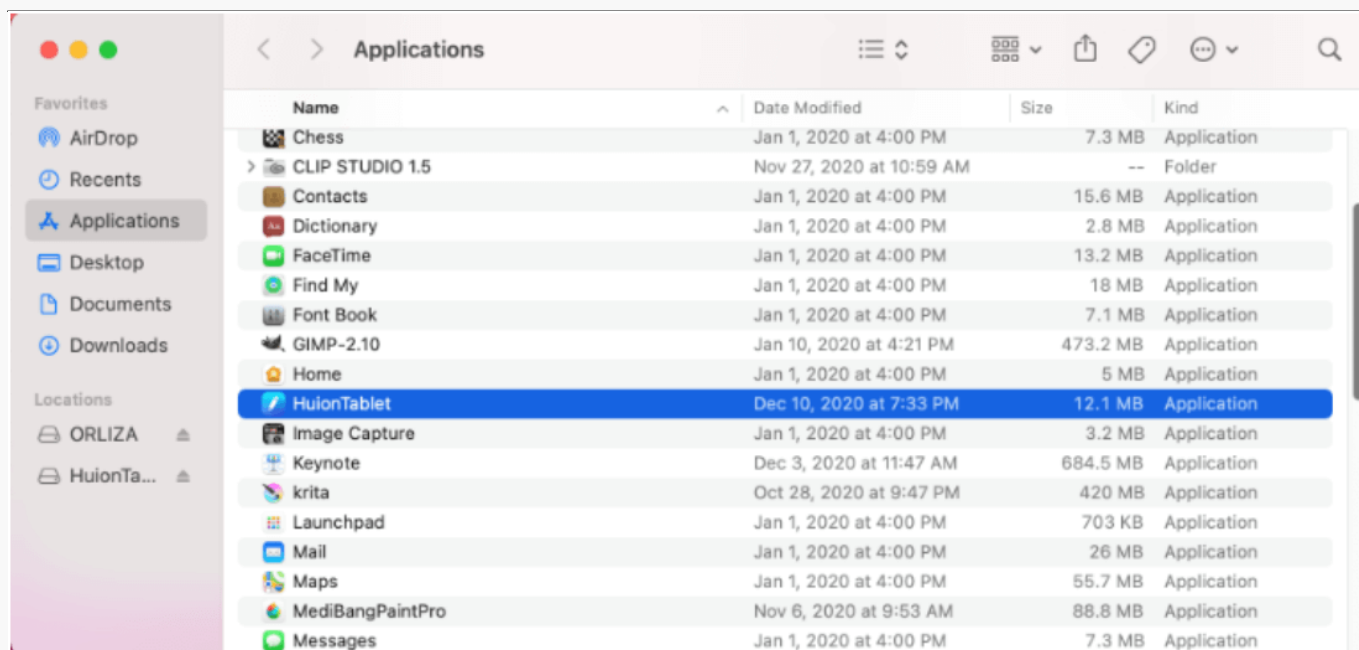 Applications
Favorites
AirDrop
Recents
Applications
Desktop
Documents
Downloads
Locations
ORLIZA
HuionTa...
Name Date Modified Size Kind
Chess Jan 1, 2020 at 4:00 PM 7.3 MB Application
CLIP STUDIO 1.5 Nov 27, 2020 at 10:59 AM -- Folder
Contacts Jan 1, 2020 at 4:00 PM 15.6 MB Application
Dictionary Jan 1, 2020 at 4:00 PM 2.8 MB Application
FaceTime Jan 1, 2020 at 4:00 PM 13.2 MB Application
Find My Jan 1, 2020 at 4:00 PM 18 MB Application
Font Book Jan 1, 2020 at 4:00 PM 7.1 MB Application
GIMP-2.10 Jan 10, 2020 at 4:21 PM 473.2 MB Application
Home Jan 1, 2020 at 4:00 PM 5 MB Application
HuionTablet Dec 10, 2020 at 7:33 PM 12.1 MB Application
Image Capture Jan 1, 2020 at 4:00 PM 3.2 MB Application
Keynote Dec 3, 2020 at 11:47 AM 684.5 MB Application
krita Oct 28, 2020 at 9:47 PM 420 MB Application
Launchpad Jan 1, 2020 at 4:00 PM 703 KB Application
Mail Jan 1, 2020 at 4:00 PM 26 MB Application
Maps Jan 1, 2020 at 4:00 PM 55.7 MB Application
MediBangPaintPro Nov 6, 2020 at 9:53 AM 88.8 MB Application
Messages Jan 1, 2020 at 4:00 PM 7.3 MB Application